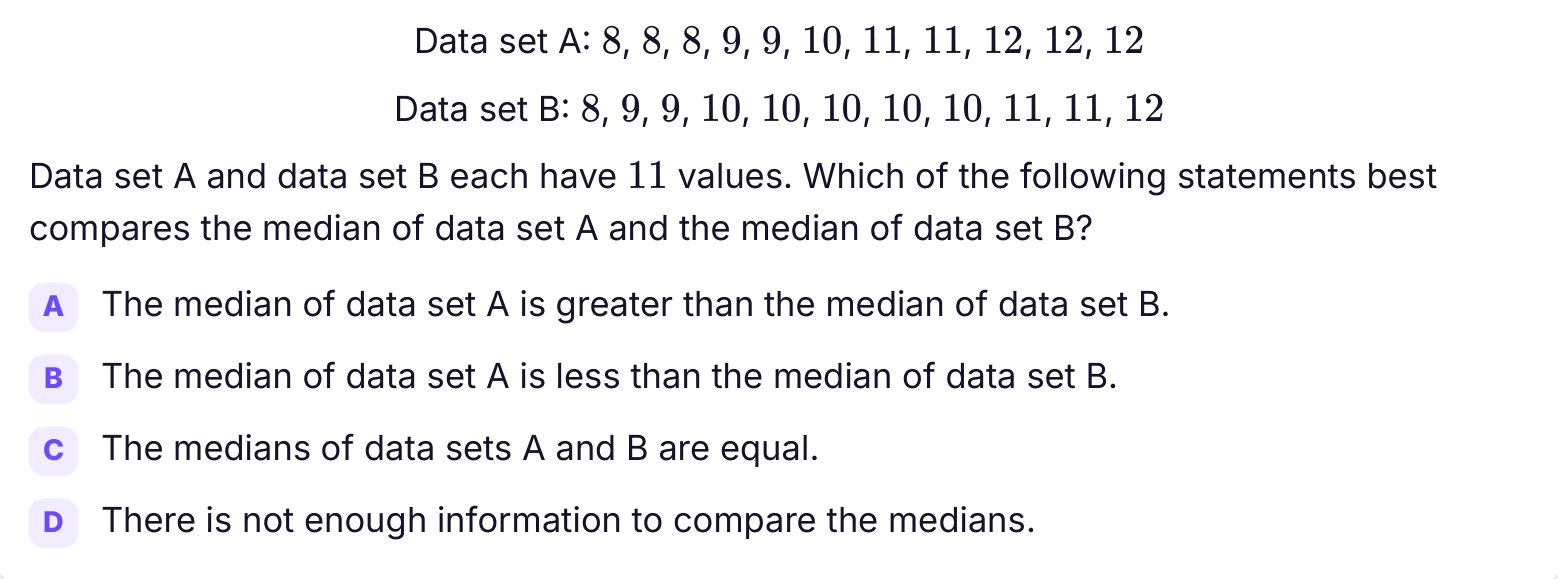 Data set A: 8, 8, 8, 9, 9, 10, 11, 11, 12, 12, 12
Data set B: 8, 9, 9, 10, 10, 10, 10, 10, 11, 11, 12
Data set A and data set B each have 11 values. Which of the following statements best
compares the median of data set A and the median of data set B?
A The median of data set A is greater than the median of data set B.
B The median of data set A is less than the median of data set B.
C The medians of data sets A and B are equal.
D There is not enough information to compare the medians.